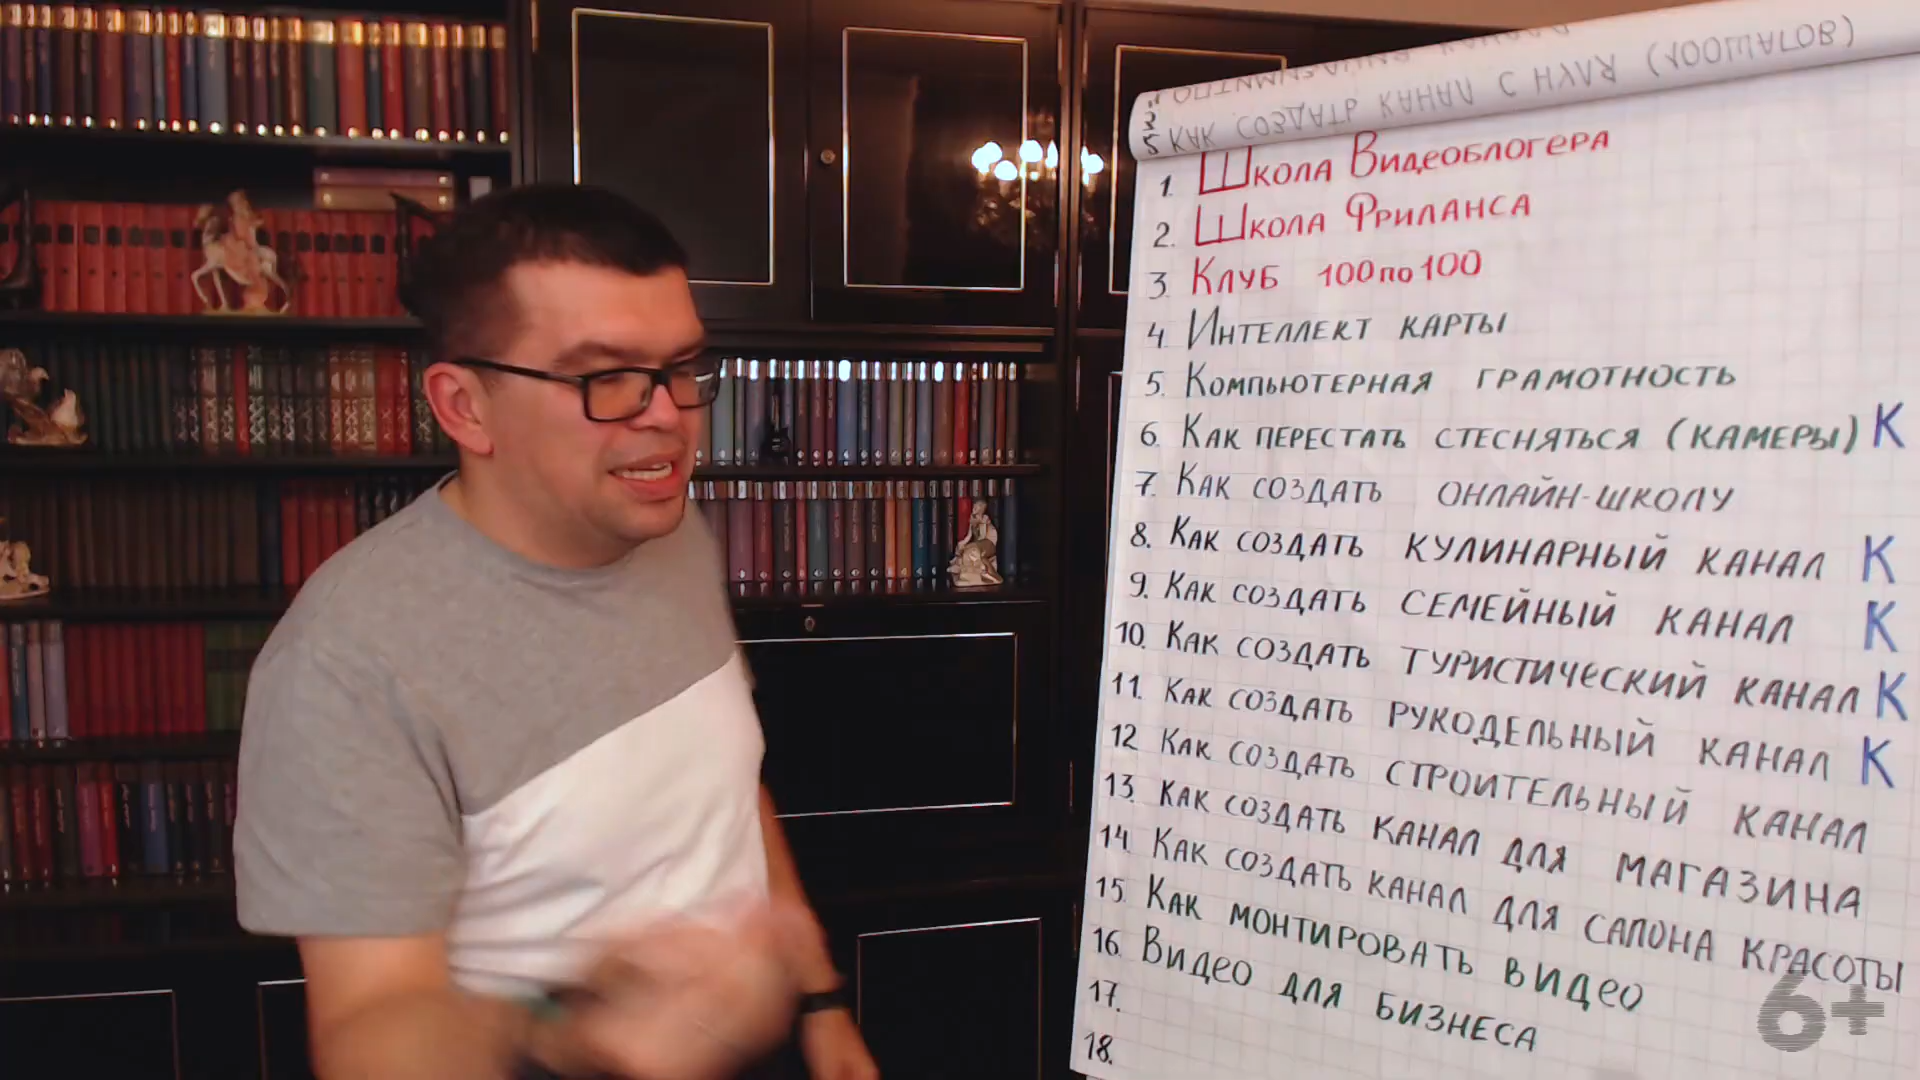 ОПТИМИЗАЦИЯ КАНАЛА
КАК СОЗДАТЬ КАНАЛ С НУЛЯ (100ШАГОВ)
1. Школа Видеоблогера
2. Школа Фриланса
3. Клуб 100 по 100
4. Интеллект карты
5. Компьютерная грамотность
6. Как перестать стесняться (камеры) К
7. Как создать онлайн-школу
8. Как создать кулинарный канал К
9. Как создать семейный канал К
10. Как создать туристический канал К
11. Как создать рукодельный канал К
12 Как создать строительный канал
13. Как создать канал для магазина
14. Как создать канал для салона красоты
15. Как монтировать видео
16. Видео для бизнеса
17.
18.
6+